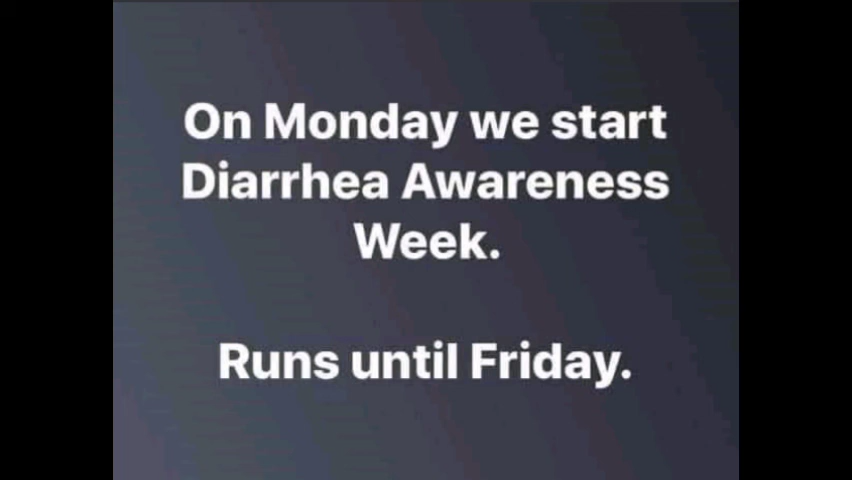 On Monday we start
Diarrhea Awareness
Week.
Runs until Friday.